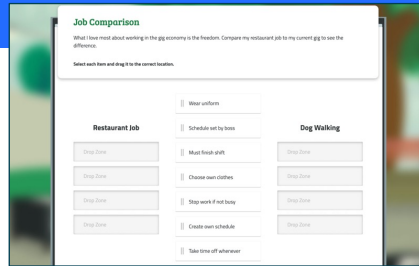 Job Comparison
What I love most about working in the gig economy is the freedom. Compare my restaurant job to my current gig to see the
difference.
Select each item and drag it to the correct location.
Restaurant Job
Drop Zone
Drop Zone
Drop Zone
Drop Zone
Wear uniform
Schedule set by boss
Must finish shift
Choose own clothes
Stop work if not busy
Create own schedule
Take time off whenever
Dog Walking
Drop Zone
Drop Zone
Drop Zone
Drop Zone